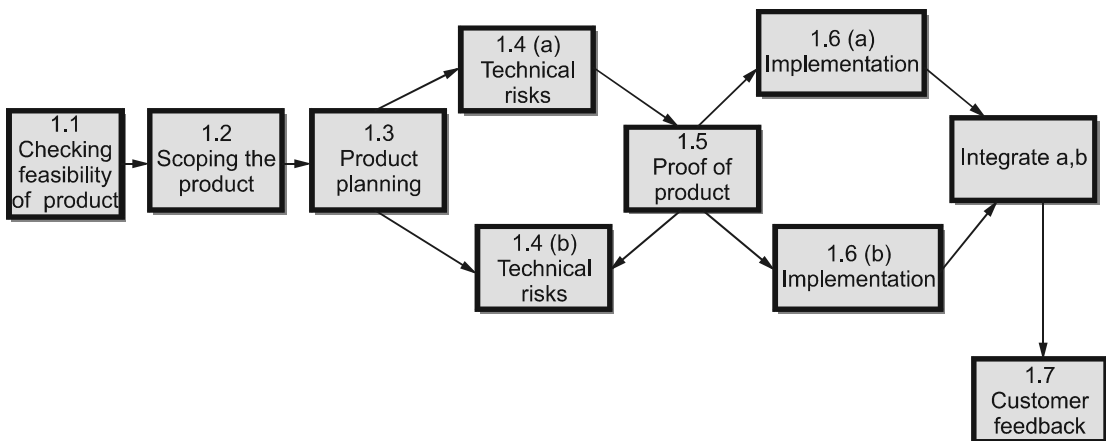 1.1
Checking
feasibility
of product
1.2
Scoping the
product
1.3
Product
planning
1.4 (a)
Technical
risks
1.4 (b)
Technical
risks
1.5
Proof of
product
1.6 (a)
Implementation
1.6 (b)
Implementation
Integrate a,b
1.7
Customer
feedback